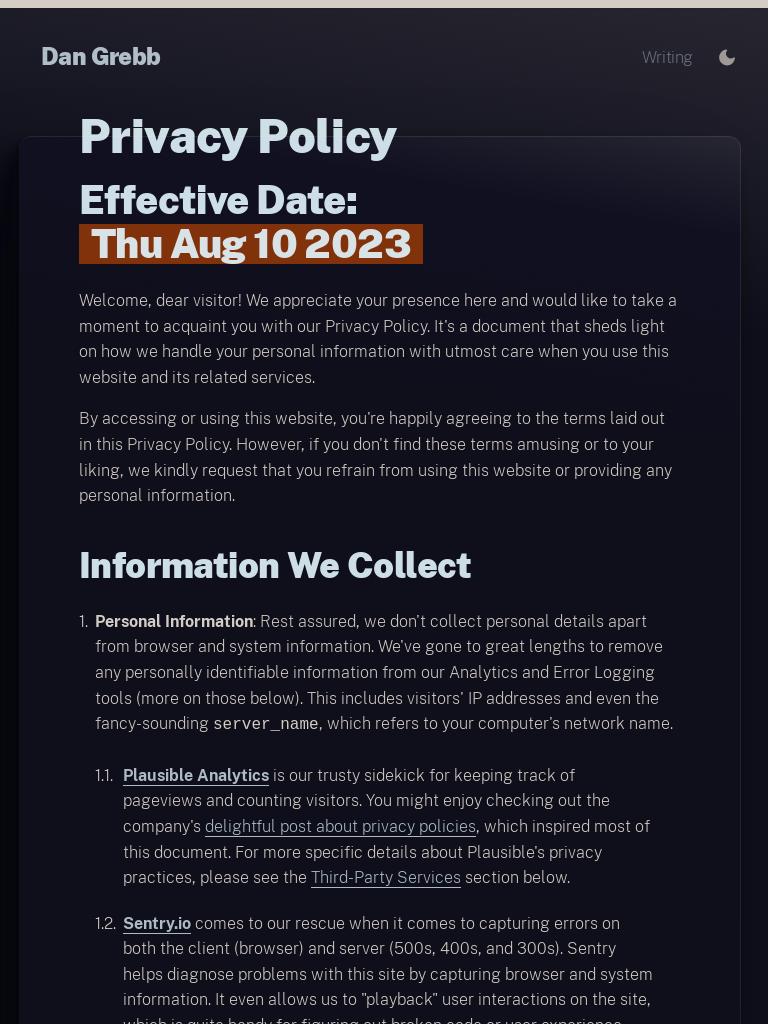 Dan Grebb
Writing
Privacy Policy
Effective Date:
Thu Aug 10 2023
Welcome, dear visitor! We appreciate your presence here and would like to take a
moment to acquaint you with our Privacy Policy. It's a document that sheds light
on how we handle your personal information with utmost care when you use this
website and its related services.
By accessing or using this website, you're happily agreeing to the terms laid out
in this Privacy Policy. However, if you don't find these terms amusing or to your
liking, we kindly request that you refrain from using this website or providing any
personal information.
Information We Collect
1. Personal Information: Rest assured, we don't collect personal details apart
from browser and system information. We've gone to great lengths to remove
any personally identifiable information from our Analytics and Error Logging
tools (more on those below). This includes visitors' IP addresses and even the
fancy-sounding server_name, which refers to your computer's network name.
1.1. Plausible Analytics is our trusty sidekick for keeping track of
pageviews and counting visitors. You might enjoy checking out the
company's delightful post about privacy policies, which inspired most of
this document. For more specific details about Plausible's privacy
practices, please see the Third-Party Services section below.
1.2. Sentry.io comes to our rescue when it comes to capturing errors on
both the client (browser) and server (500s, 400s, and 300s). Sentry
helps diagnose problems with this site by capturing browser and system
information. It even allows us to "playback" user interactions on the site,
which is quite handy for figuring out broken code or user experience